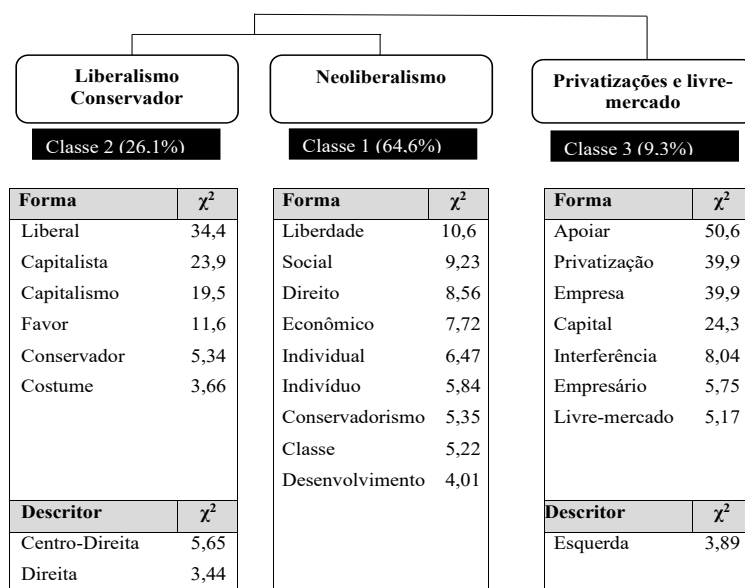 Liberalismo
Conservador
Classe 2 (26,1%)
Forma χ²
Liberal 34,4
Capitalista 23,9
Capitalismo 19,5
Favor 11,6
Conservador 5,34
Costume 3,66
Descritor χ²
Centro-Direita 5,65
Direita 3,44
Neoliberalismo
Classe 1 (64,6%)
Forma χ²
Liberdade 10,6
Social 9,23
Direito 8,56
Econômico 7,72
Individual 6,47
Indivíduo 5,84
Conservadorismo 5,35
Classe 5,22
Desenvolvimento 4,01
Privatizações e livre-
mercado
Classe 3 (9,3%)
Forma χ²
Apoiar 50,6
Privatização 39,9
Empresa 39,9
Capital 24,3
Interferência 8,04
Empresário 5,75
Livre-mercado 5,17
Descritor χ²
Esquerda 3,89